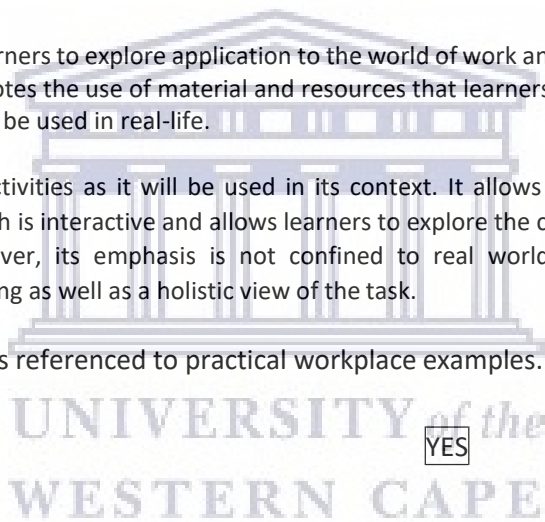 rners to explore application to the world of work an
otes the use of material and resources that learners
be used in real-life.
ctivities as it will be used in its context. It allows
h is interactive and allows learners to explore the c
ver, its emphasis is not confined to real world
ng as well as a holistic view of the task.
s referenced to practical workplace examples.
UNIVERSITY of the
YES
WESTERN CAPE